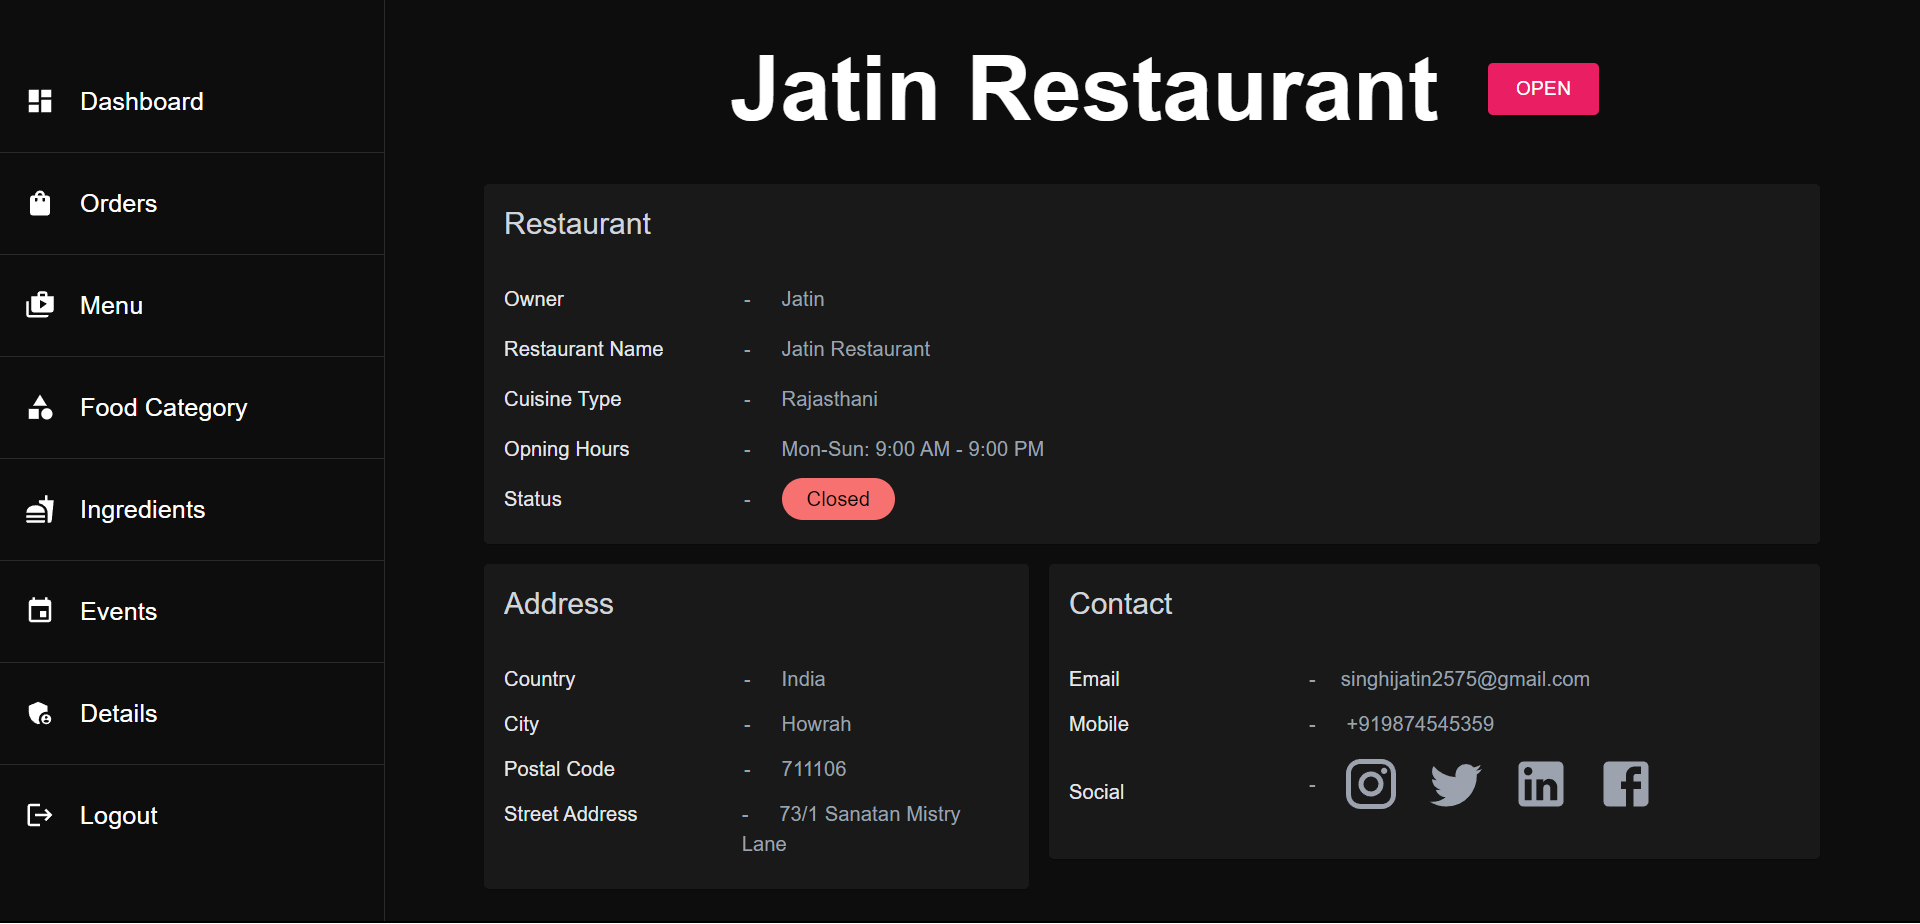 Dashboard
Orders
Menu
Food Category
Ingredients
Events
Details
Logout
Jatin Restaurant OPEN
Restaurant
Owner - Jatin
Restaurant Name - Jatin Restaurant
Cuisine Type - Rajasthani
Opning Hours - Mon-Sun: 9:00 AM - 9:00 PM
Status - Closed
Address
Country - India
City - Howrah
Postal Code - 711106
Street Address - 73/1 Sanatan Mistry
Lane
Contact
Email - singhijatin2575@gmail.com
Mobile - +919874545359
Social -